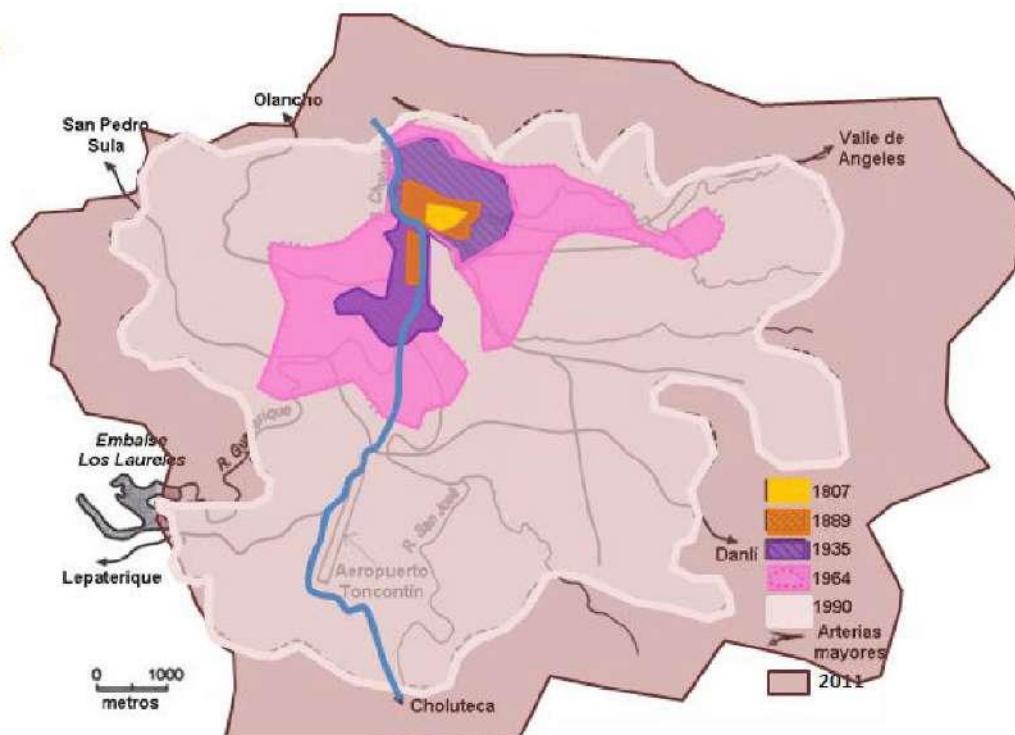 Olancho
San Pedro
Sula
Valle de
Angeles
Embalse
Los Laureles
R. San José
Danlí
Lepaterique
Aeropuerto
Toncontín
Choluteca
0 1000
metros
1807
1889
1935
1964
1990
Arterias
mayores
2011